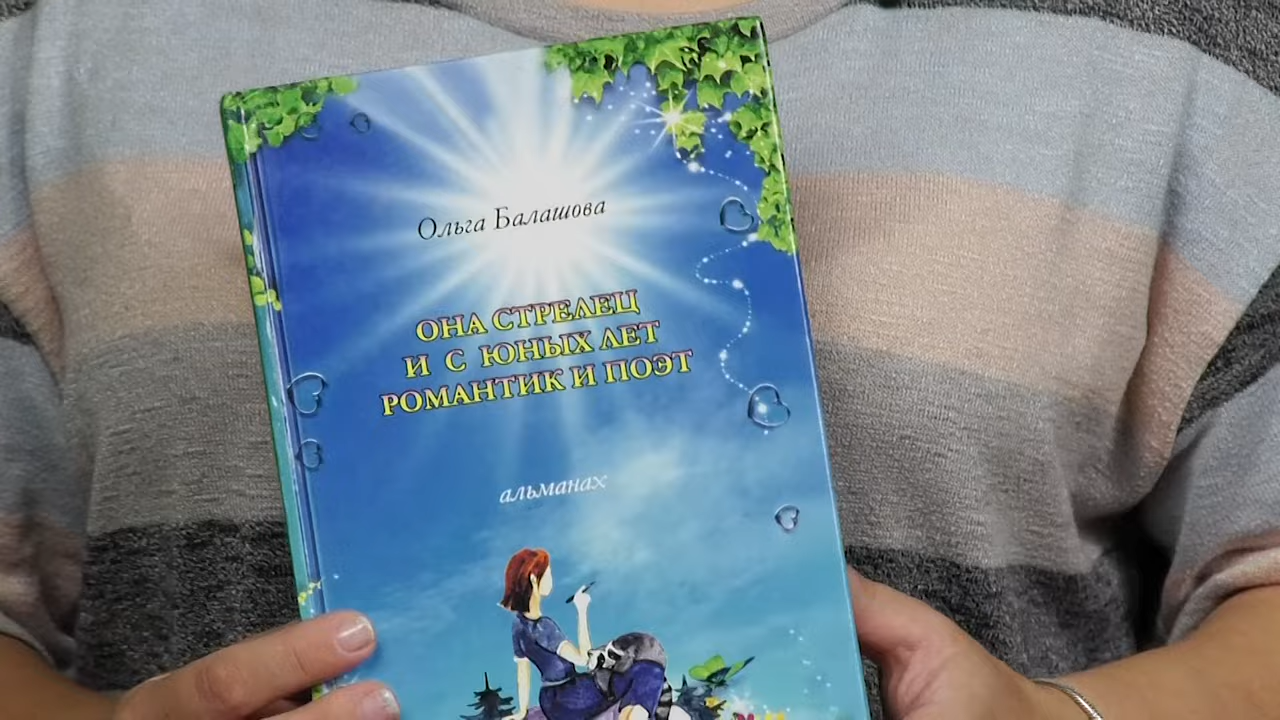 Ольга Балашова
ОНА СТРЕЛЕЦ
И С ЮНЫХ ЛЕТ
РОМАНТИК И ПОЭТ
альманах